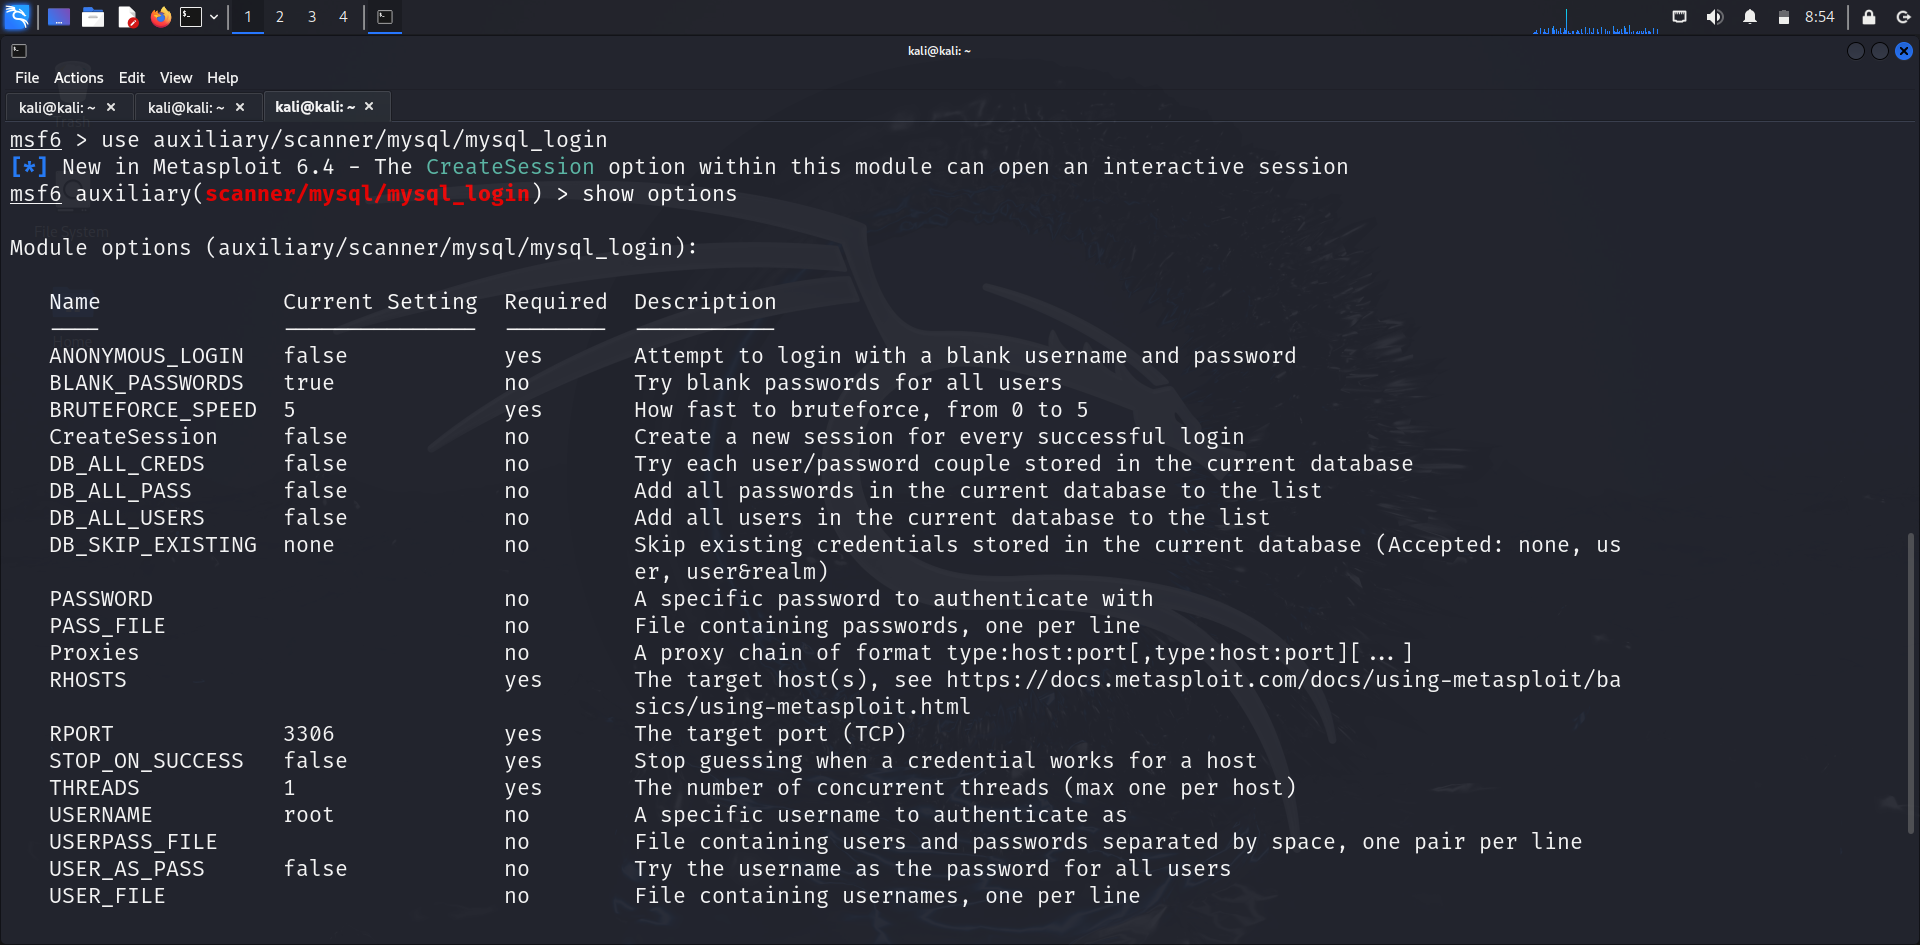 1 2 3 4
8:54
kali@kali: ~
File Actions Edit View Help
kali@kali: ~ × kali@kali: ~ × kali@kali: ~ ×
msf6 > use auxiliary/scanner/mysql/mysql_login
[*] New in Metasploit 6.4 - The CreateSession option within this module can open an interactive session
msf6 auxiliary(scanner/mysql/mysql_login) > show options
File System
Module options (auxiliary/scanner/mysql/mysql_login):
Name Current Setting Required Description
Home
ANONYMOUS_LOGIN false yes Attempt to login with a blank username and password
BLANK_PASSWORDS true no Try blank passwords for all users
BRUTEFORCE_SPEED 5 yes How fast to bruteforce, from 0 to 5
CreateSession false no Create a new session for every successful login
DB_ALL_CREDS false no Try each user/password couple stored in the current database
DB_ALL_PASS false no Add all passwords in the current database to the list
DB_ALL_USERS false no Add all users in the current database to the list
DB_SKIP_EXISTING none no Skip existing credentials stored in the current database (Accepted: none, us
er, user&realm)
PASSWORD no A specific password to authenticate with
PASS_FILE no File containing passwords, one per line
Proxies no A proxy chain of format type:host:port[,type:host:port][...]
RHOSTS yes The target host(s), see https://docs.metasploit.com/docs/using-metasploit/ba
sics/using-metasploit.html
RPORT 3306 yes The target port (TCP)
STOP_ON_SUCCESS false yes Stop guessing when a credential works for a host
THREADS 1 yes The number of concurrent threads (max one per host)
USERNAME root no A specific username to authenticate as
USERPASS_FILE no File containing users and passwords separated by space, one pair per line
USER_AS_PASS false no Try the username as the password for all users
USER_FILE no File containing usernames, one per line